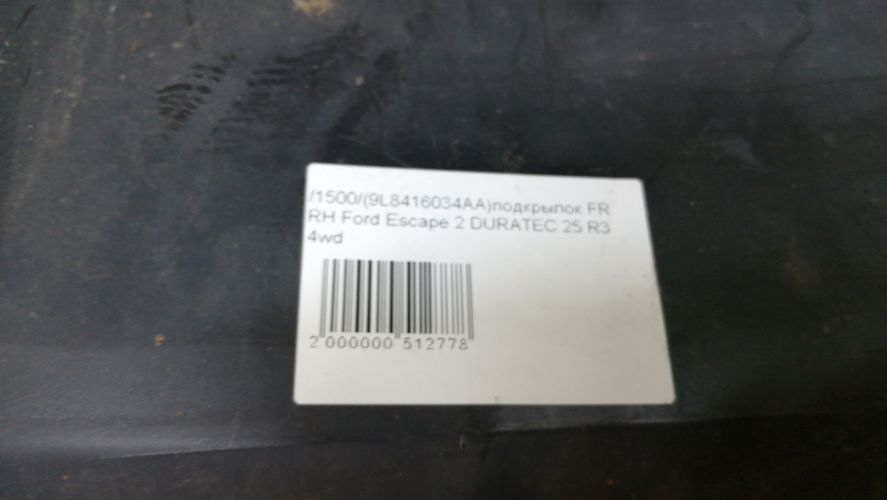 /1500/(9L8416034AA)подкрылок FR
RH Ford Escape 2 DURATEC 25 R3
4wd
2 000000 512778